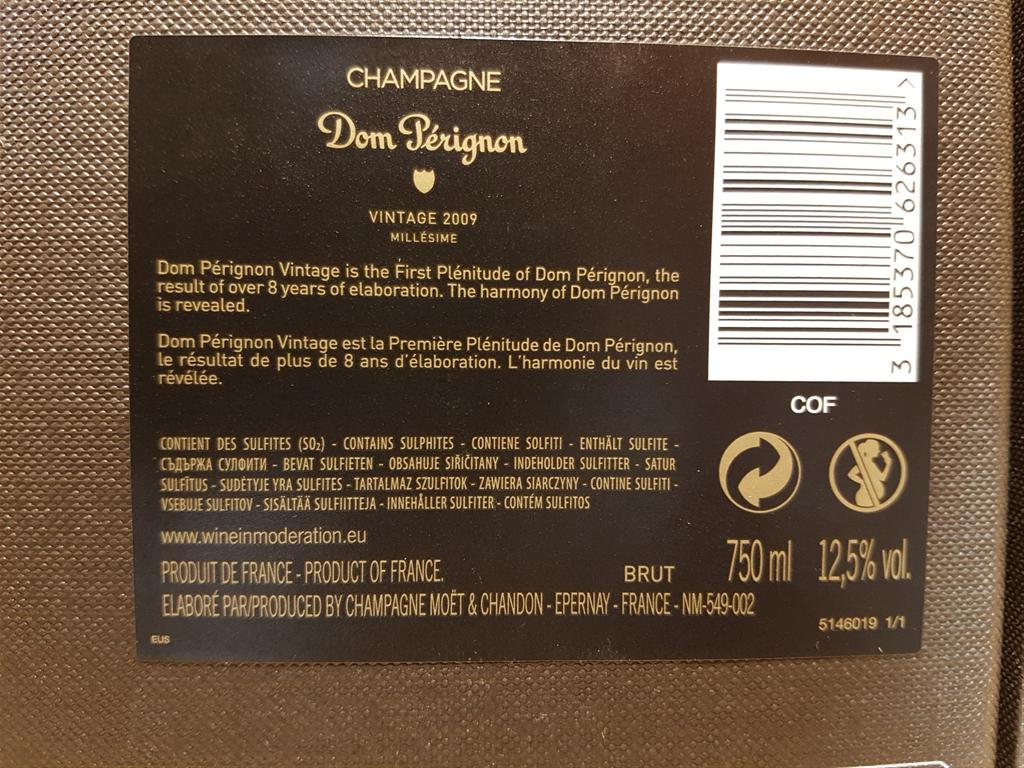 CHAMPAGNE
Dom Pérignon
VINTAGE 2009
MILLÉSIME
Dom Pérignon Vintage is the First Plénitude of Dom Pérignon, the
result of over 8 years of elaboration. The harmony of Dom Pérignon
is revealed.
Dom Pérignon Vintage est la Première Plénitude de Dom Pérignon,
le résultat de plus de 8 ans d'élaboration. L'harmonie du vin est
révélée.
CONTIENT DES SULFITES (SO₂) - CONTAINS SULPHITES - CONTIENE SOLFITI - ENTHÄLT SULFITE -
СЪДЪРЖА СУЛФИТИ - BEVAT SULFIETEN - OBSAHUJE SIŘIČITANY - INDEHOLDER SULFITTER - SATUR
SULFĪTUS - SUDĖTYJE YRA SULFITES - TARTALMAZ SZULFITOK - ZAWIERA SIARCZYNY - CONTINE SULFITI -
VSEBUJE SULFITOV - SISÄLTÄÄ SULFIITTEJA - INNEHÅLLER SULFITER - CONTÉM SULFITOS
www.wineinmoderation.eu
PRODUIT DE FRANCE - PRODUCT OF FRANCE.
BRUT
ELABORÉ PAR/PRODUCED BY CHAMPAGNE MOËT & CHANDON - EPERNAY - FRANCE - NM-549-002
EUS
3 185370 626313 >
COF
750 ml 12,5% vol.
5146019 1/1